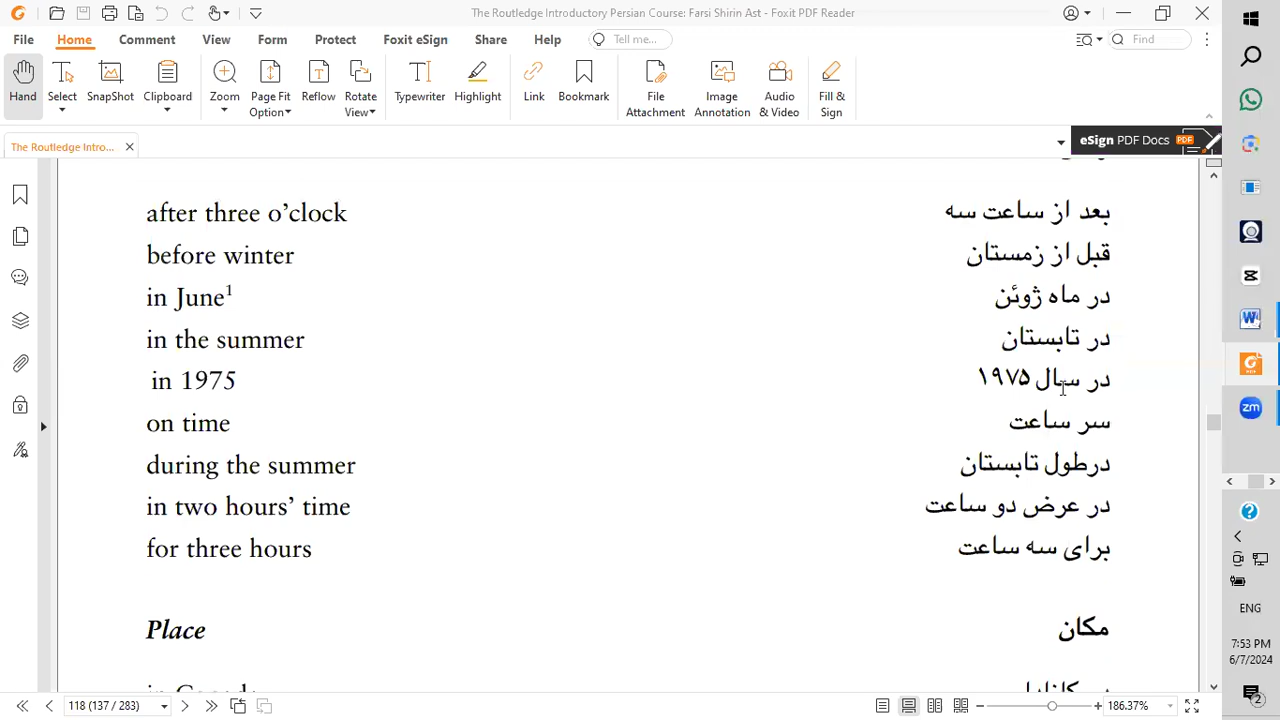 The Routledge Introductory Persian Course: Farsi Shirin Ast - Foxit PDF Reader
File Home Comment View Form Protect Foxit eSign Share Help Tell me... Find
Hand Select SnapShot Clipboard Zoom Page Fit Option Reflow Rotate View Typewriter Highlight Link Bookmark File Attachment Image Annotation Audio & Video Fill & Sign
The Routledge Intro... eSign PDF Docs PDF
after three o’clock بعد از ساعت سه
before winter قبل از زمستان
in June1 در ماه ژوئن
in the summer در تابستان
in 1975 در سال ۱۹۷۵
on time سر ساعت
during the summer درطول تابستان
in two hours’ time در عرض دو ساعت
for three hours برای سه ساعت
Place مکان
118 (137 / 283) 186.37%
W
PDF
zm
ENG
7:53 PM
6/7/2024
2